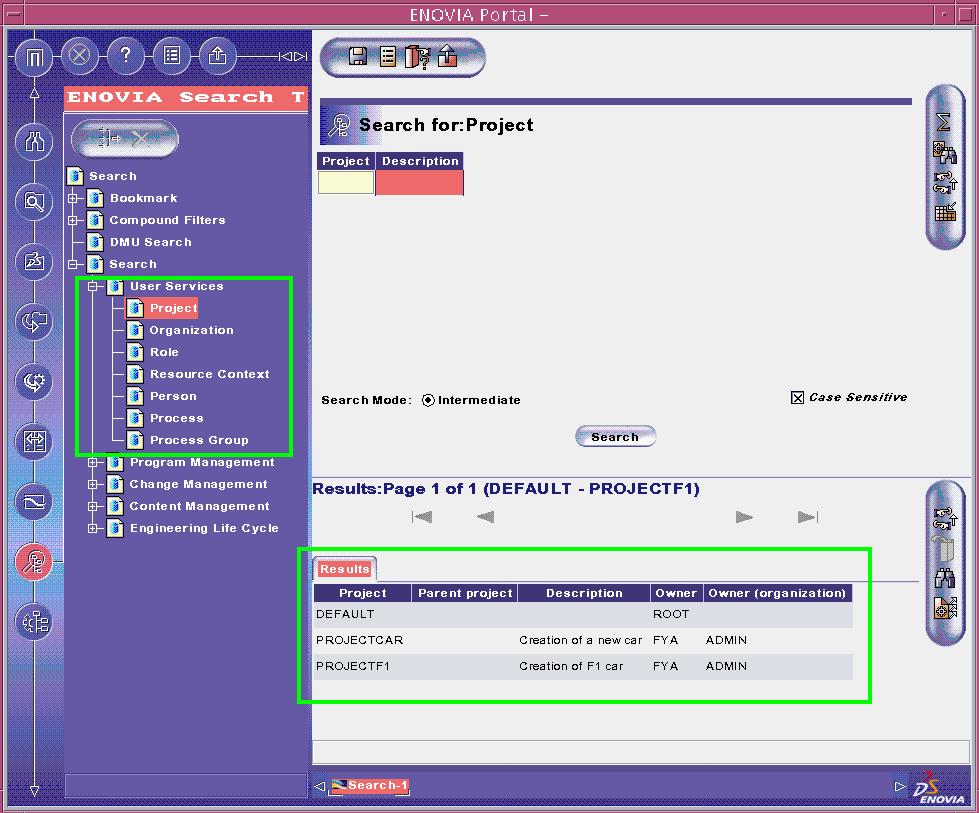 ENOVIA Portal –
?
ENOVIA Search T
Search
Bookmark
Compound Filters
DMU Search
Search
User Services
Project
Organization
Role
Resource Context
Person
Process
Process Group
Program Management
Change Management
Content Management
Engineering Life Cycle
Search for:Project
Project Description
Search Mode: Intermediate Case Sensitive
Search
Results:Page 1 of 1 (DEFAULT - PROJECTF1)
Results
Project Parent project Description Owner Owner (organization)
DEFAULT ROOT
PROJECTCAR Creation of a new car FYA ADMIN
PROJECTF1 Creation of F1 car FYA ADMIN
Search-1
DS ENOVIA